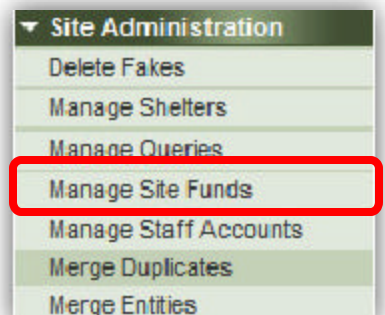 Site Administration
Delete Fakes
Manage Shelters
Manage Queries
Manage Site Funds
Manage Staff Accounts
Merge Duplicates
Merge Entities